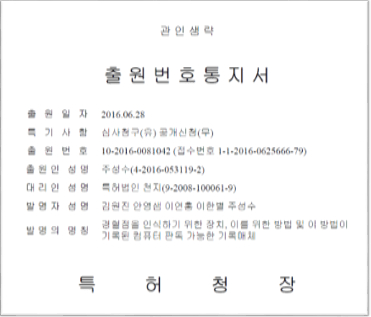 관 인 생 략
출 원 번 호 통 지 서
출 원 일 자 2016.06.28
특 기 사 항 심사청구(유) 공개신청(무)
출 원 번 호 10-2016-0081042 (접수번호 1-1-2016-0625666-79)
출 원 인 성 명 주성수(4-2016-053119-2)
대 리 인 성 명 특허법인 천지(9-2008-100061-9)
발 명 자 성 명 김원진 안영섭 이연흠 이한별 주성수
발 명 의 명 칭 경혈점을 인식하기 위한 장치, 이를 위한 방법 및 이 방법이
기록된 컴퓨터 판독 가능한 기록매체
특 허 청 장